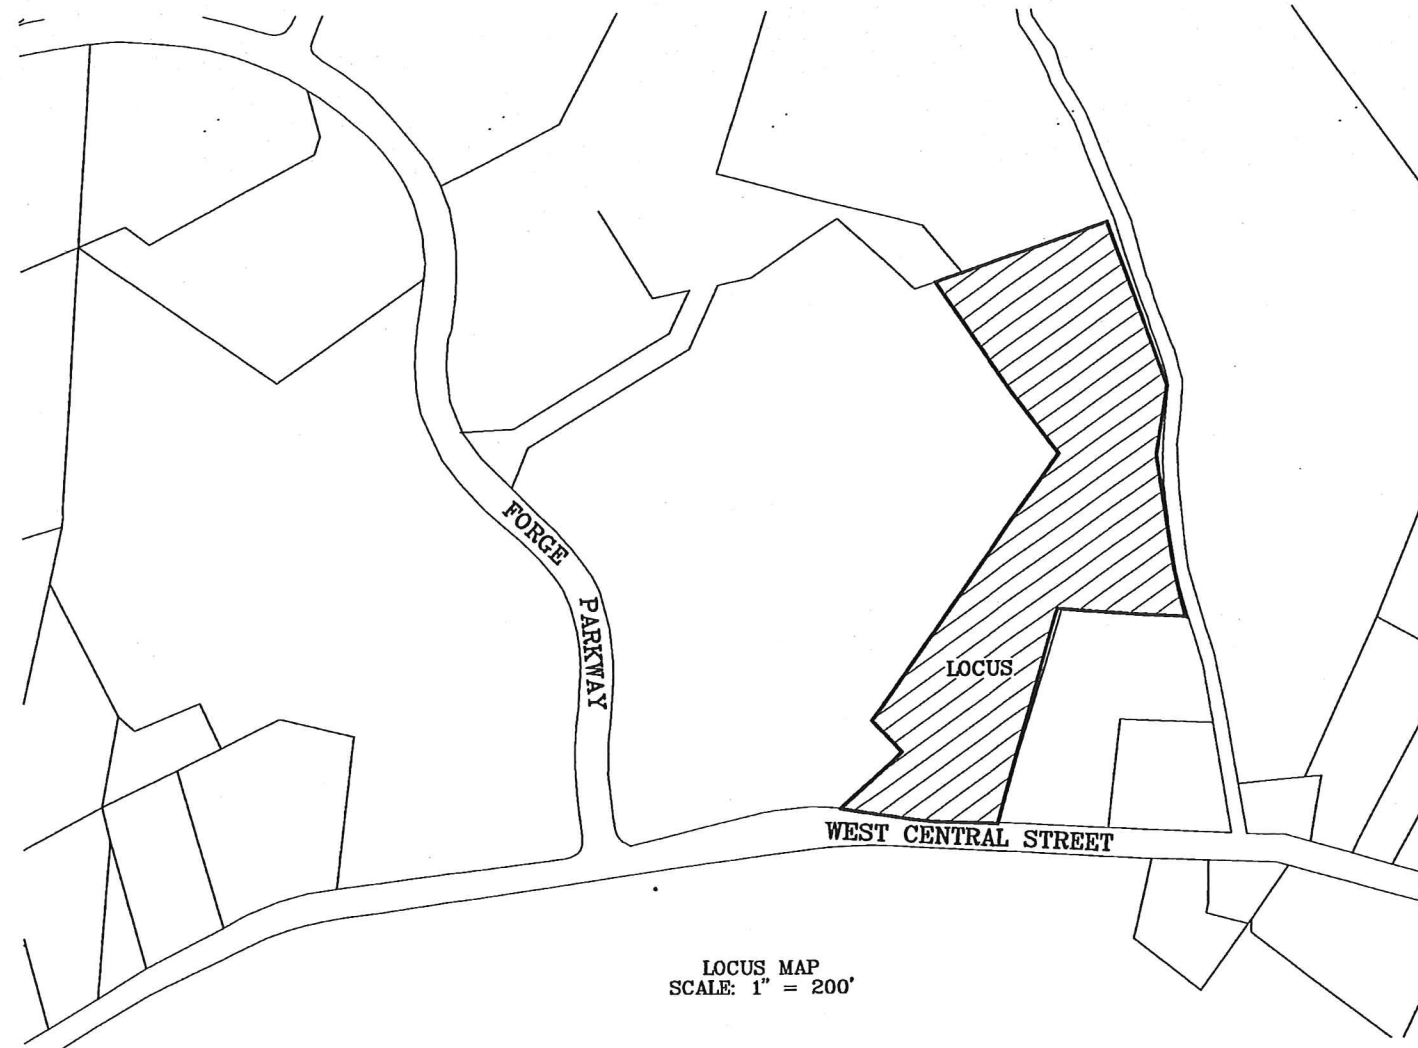 FORGE
PARKWAY
LOCUS
WEST CENTRAL STREET
LOCUS MAP
SCALE: 1" = 200'